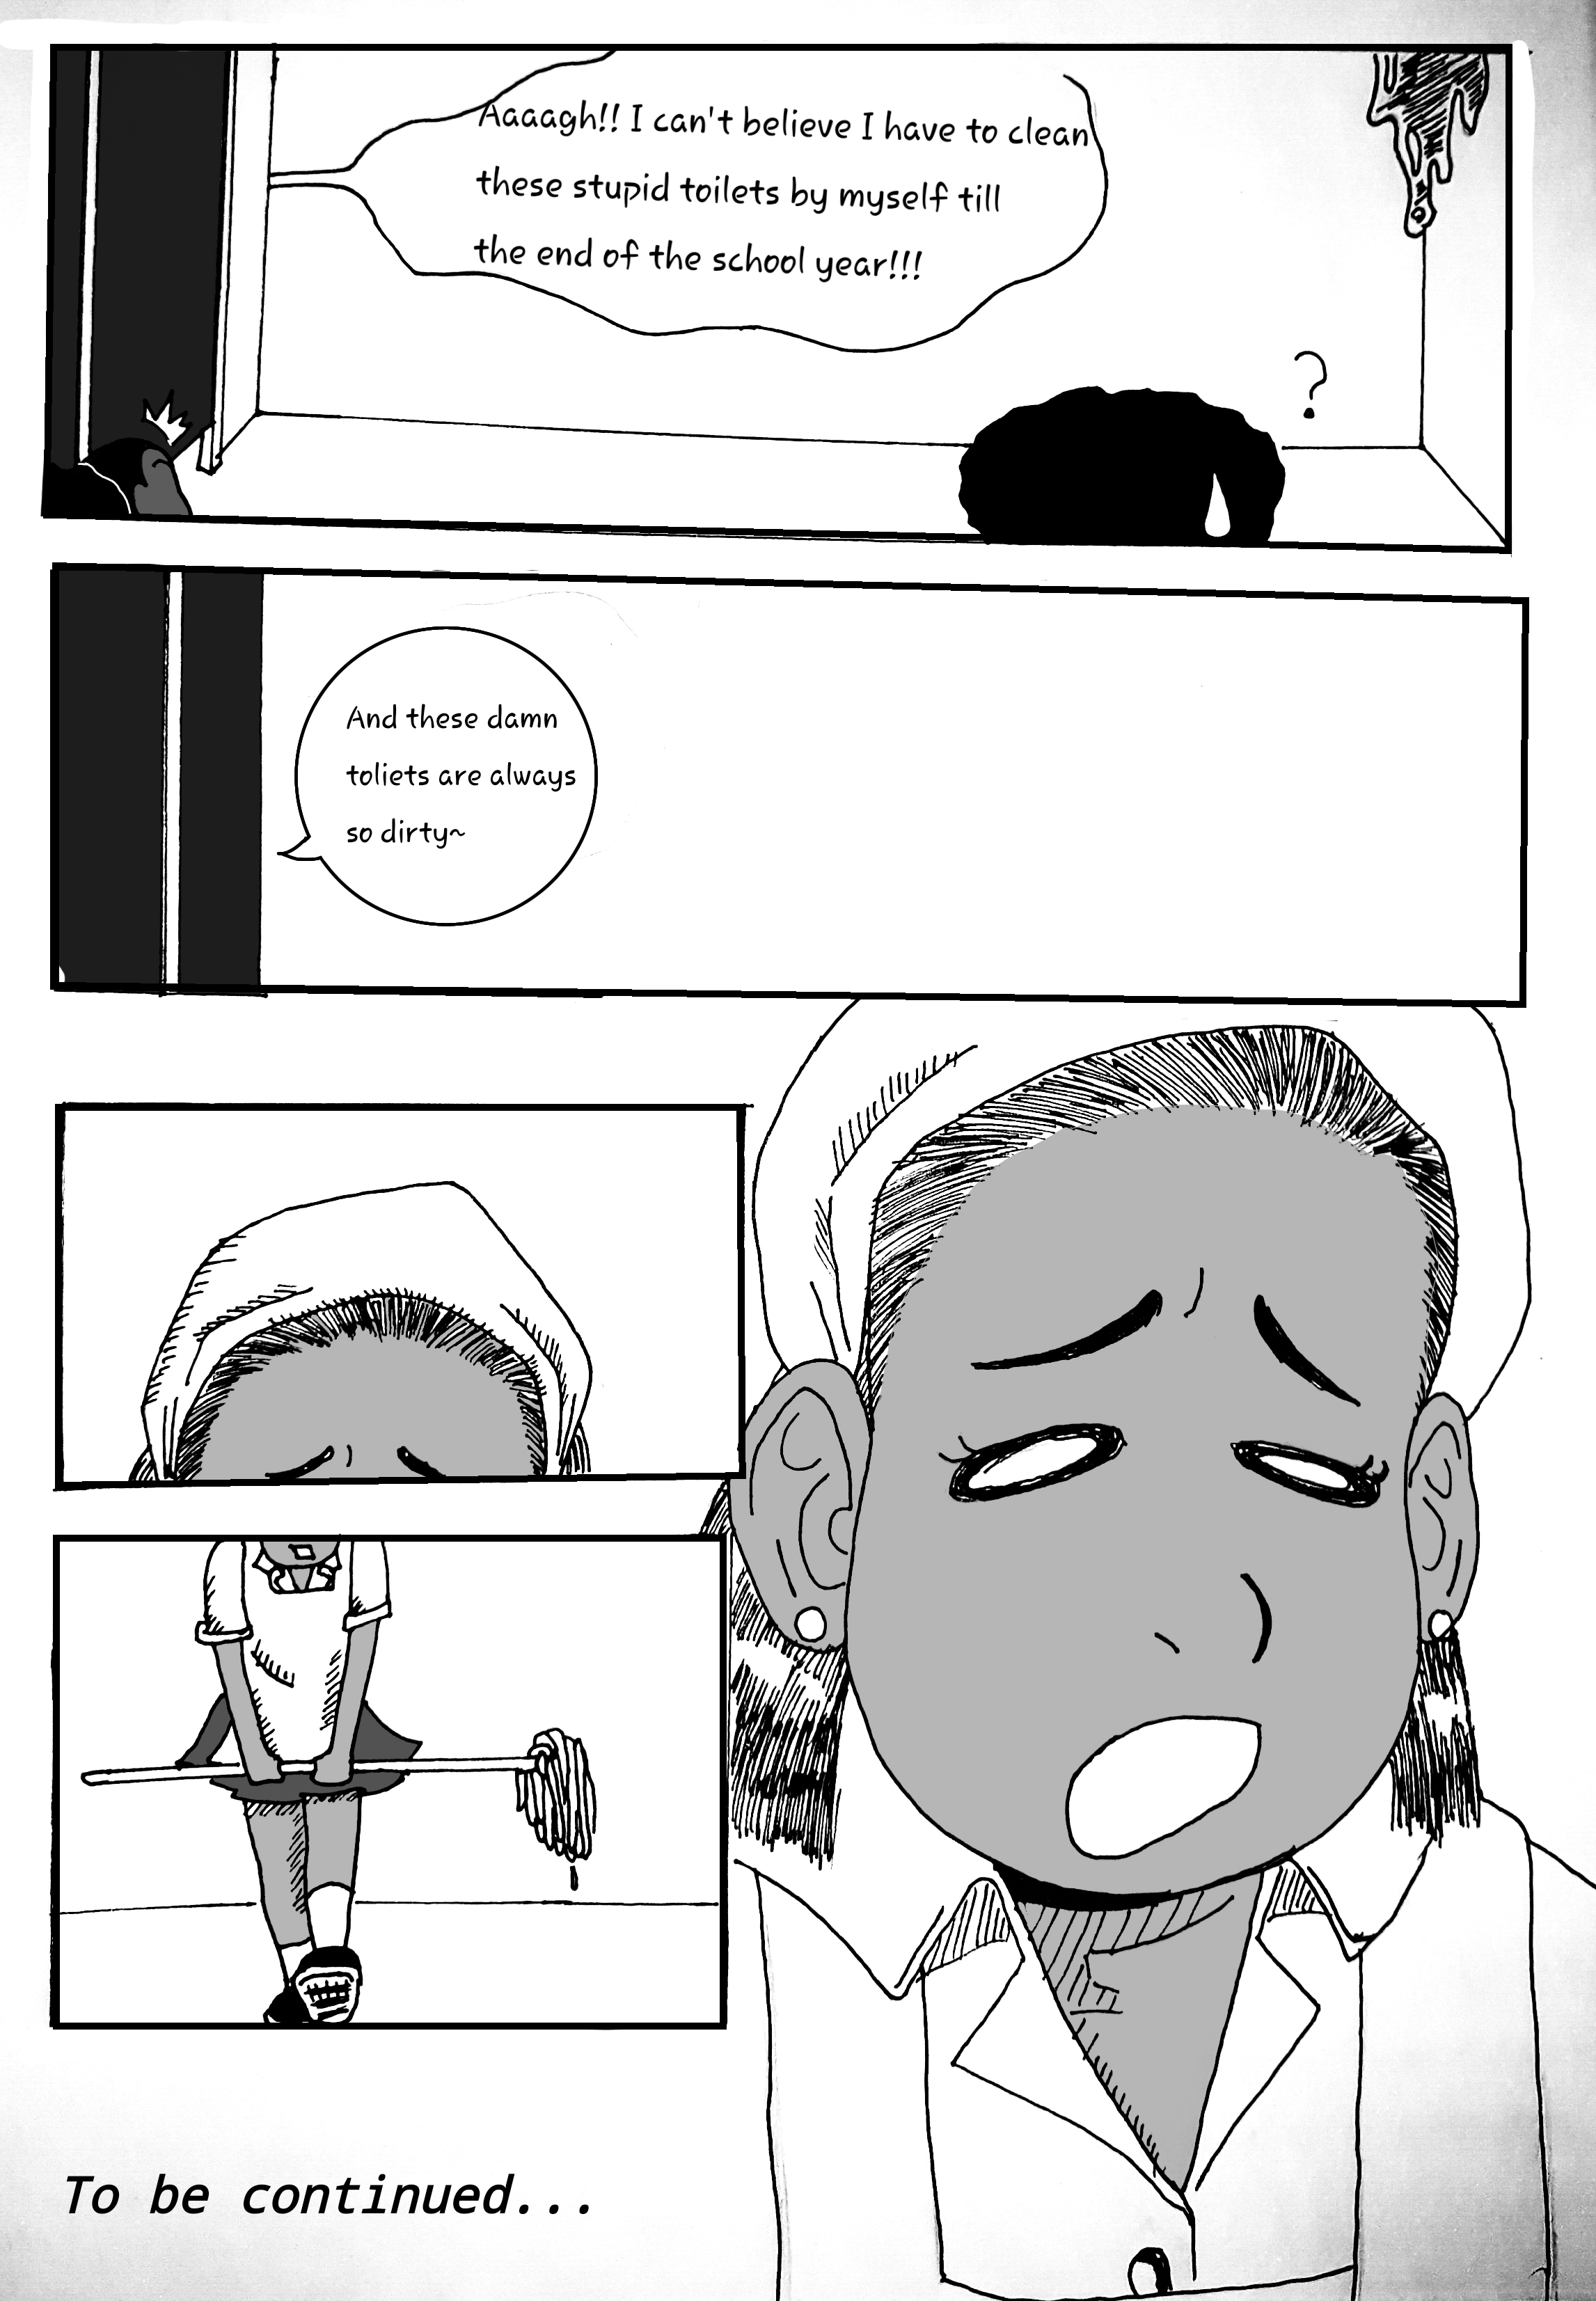 Aaaagh!! I can't believe I have to clean
these stupid toilets by myself till
the end of the school year!!!
?
And these damn
toliets are always
so dirty~
To be continued...